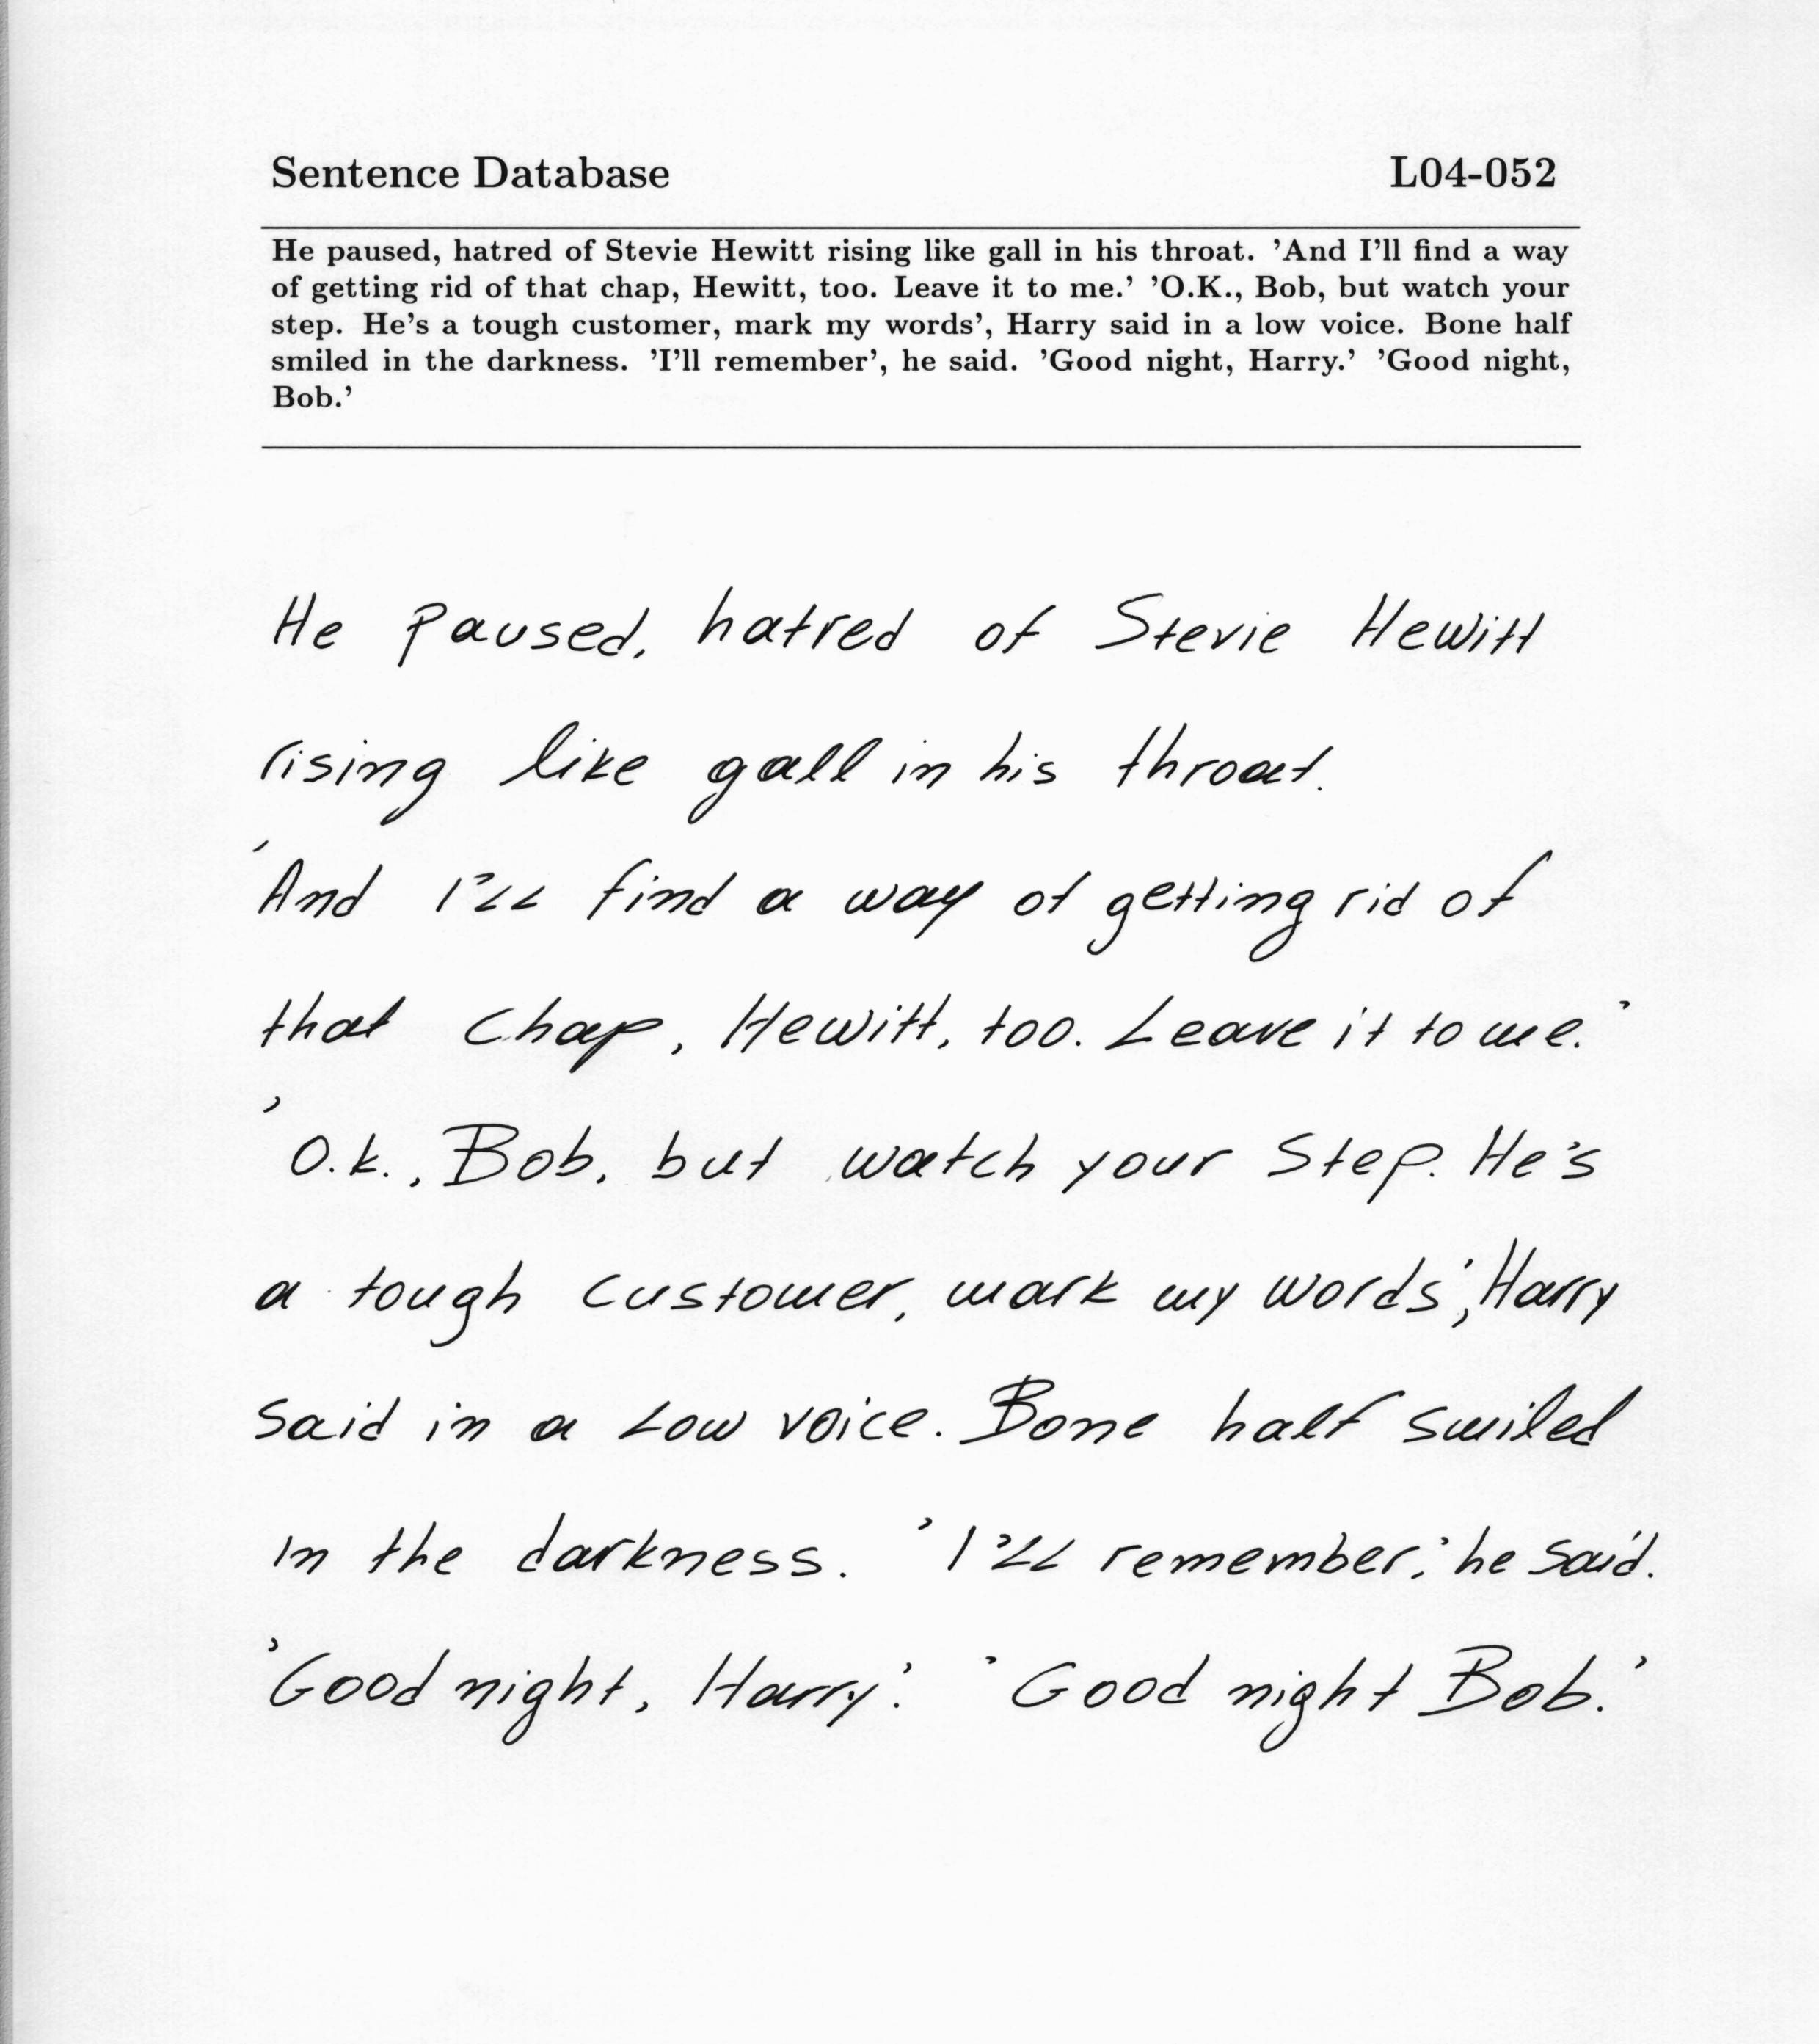 Sentence Database L04-052
He paused, hatred of Stevie Hewitt rising like gall in his throat. 'And I'll find a way
of getting rid of that chap, Hewitt, too. Leave it to me.' 'O.K., Bob, but watch your
step. He's a tough customer, mark my words', Harry said in a low voice. Bone half
smiled in the darkness. 'I'll remember', he said. 'Good night, Harry.' 'Good night,
Bob.'
He paused, hatred of Stevie Hewitt
rising like gall in his throat.
'And I'll find a way of getting rid of
that chap, Hewitt, too. Leave it to me.'
'O.k., Bob, but watch your step. He's
a tough customer, mark my words', Harry
said in a low voice. Bone half smiled
in the darkness. 'I'll remember,' he said.
'Good night, Harry.' 'Good night Bob.'